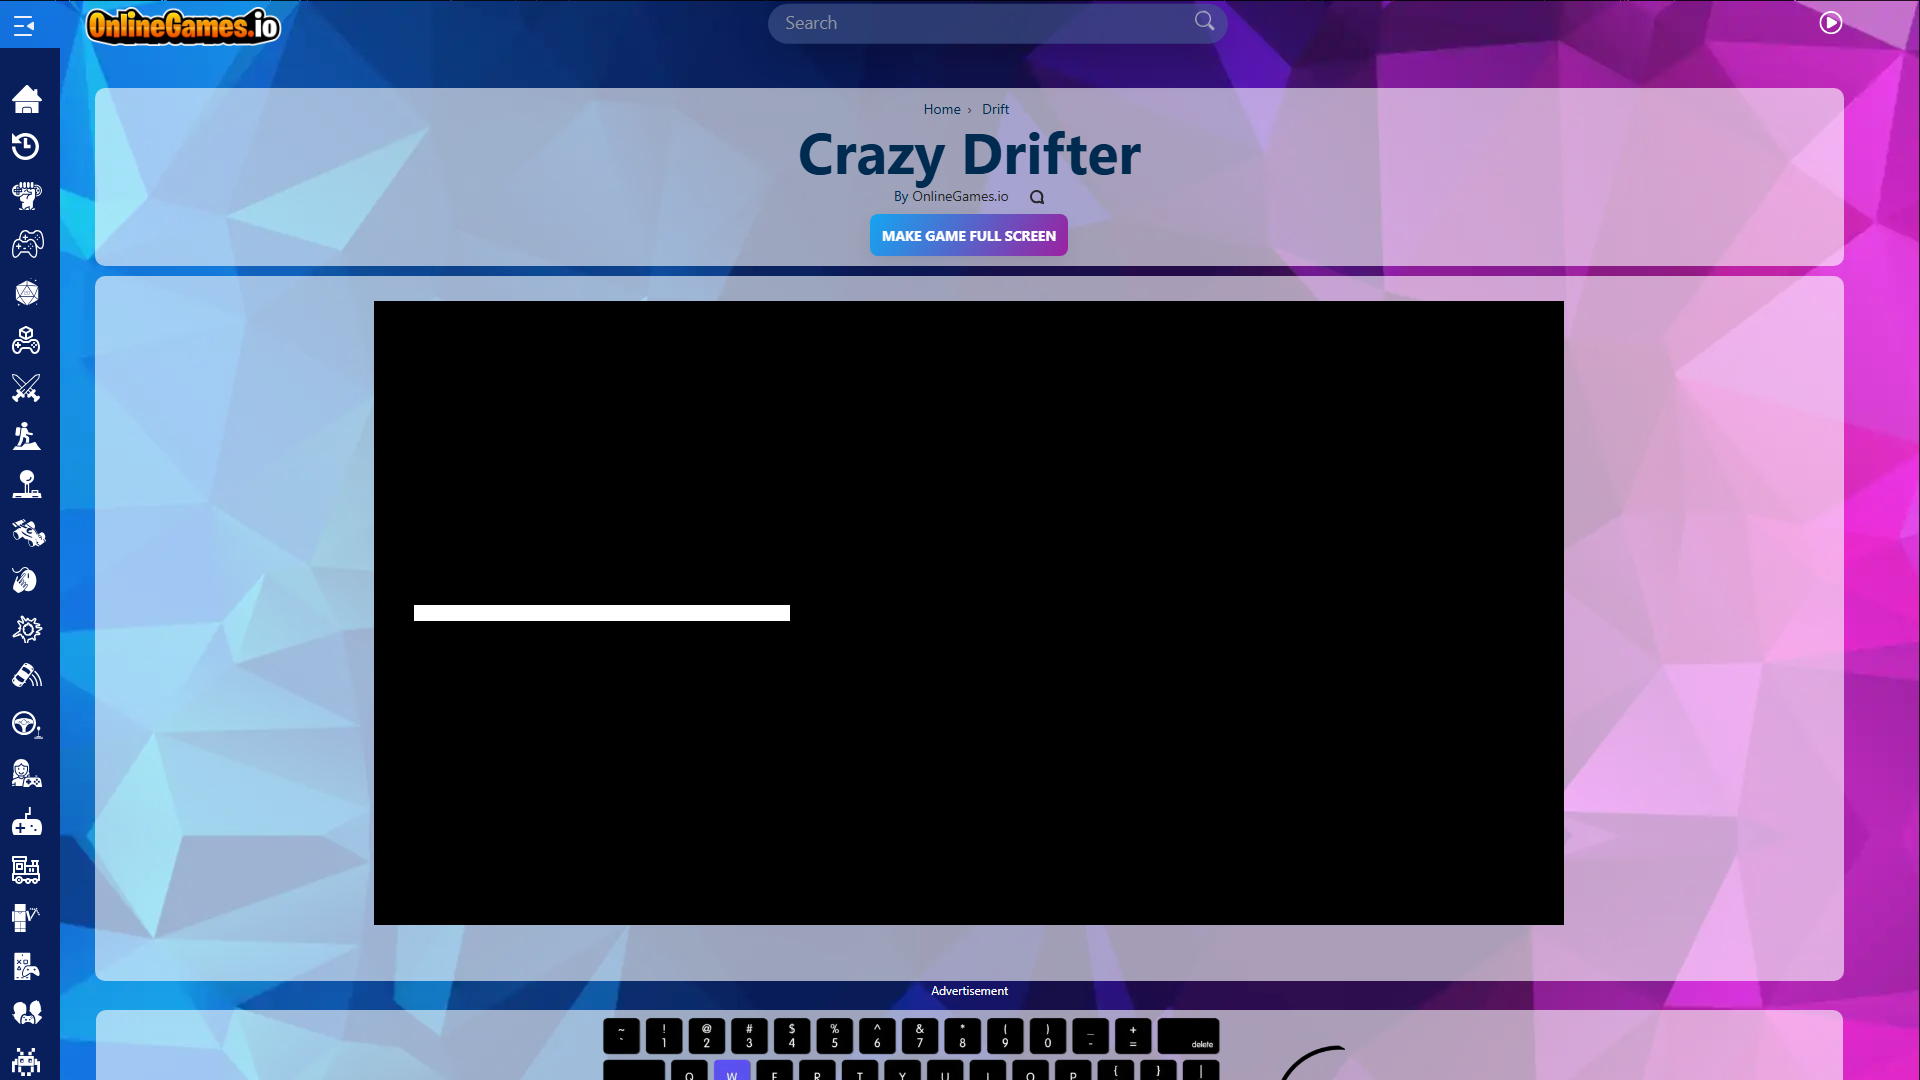 OnlineGames.io
Search
Home › Drift
Crazy Drifter
By OnlineGames.io
MAKE GAME FULL SCREEN
Advertisement
~ ! @ # $ % ^ & * ( ) _ +
` 1 2 3 4 5 6 7 8 9 0 - = delete
Q W E R T Y U I O P { } |